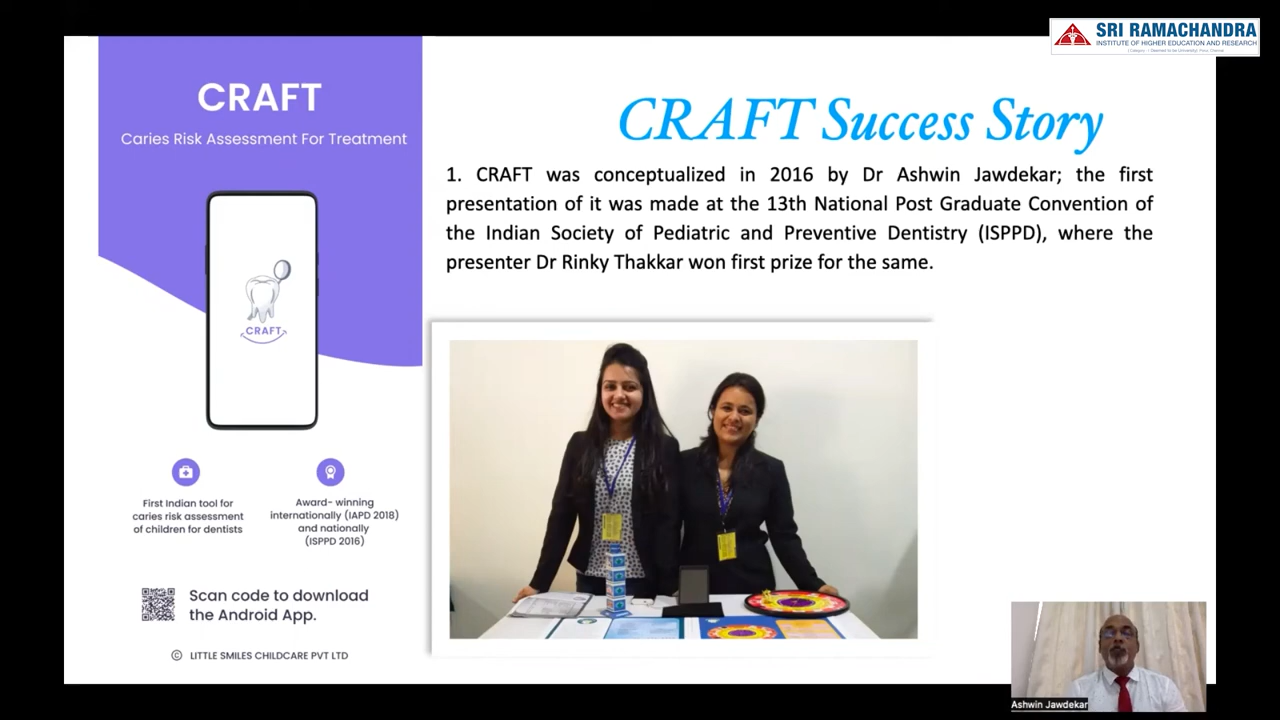 SRI RAMACHANDRA
INSTITUTE OF HIGHER EDUCATION AND RESEARCH
CRAFT
Caries Risk Assessment For Treatment
CRAFT
First Indian tool for
caries risk assessment
of children for dentists
Award- winning
internationally (IAPD 2018)
and nationally
(ISPPD 2016)
Scan code to download
the Android App.
© LITTLE SMILES CHILDCARE PVT LTD
CRAFT Success Story
1. CRAFT was conceptualized in 2016 by Dr Ashwin Jawdekar; the first
presentation of it was made at the 13th National Post Graduate Convention of
the Indian Society of Pediatric and Preventive Dentistry (ISPPD), where the
presenter Dr Rinky Thakkar won first prize for the same.
Ashwin Jawdekar